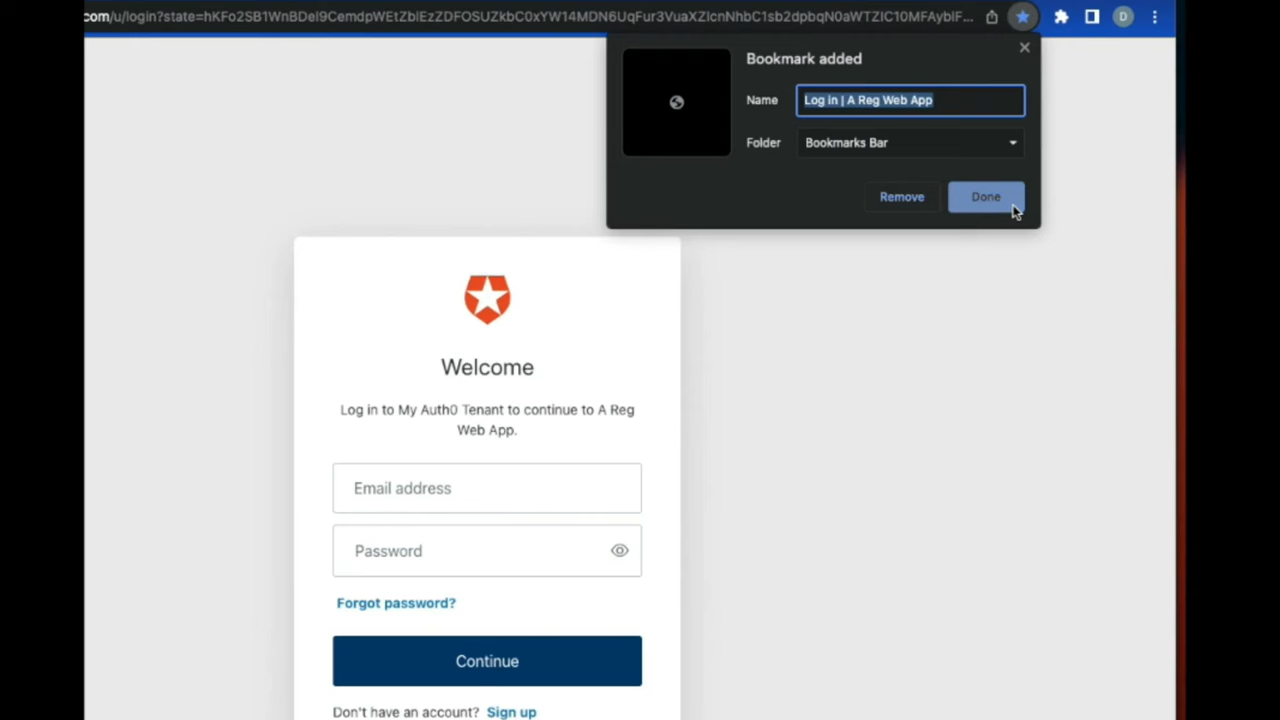 com/u/login?state=hKFo2SB1WnBDel9CemdpWEtZblEzZDFOSUZkbC0xYW14MDN6UqFur3VuaXZlcnNhbC1sb2dpbqN0aWTZIC10MFAyblF...
D
Bookmark added
Name
Log in | A Reg Web App
Folder
Bookmarks Bar
Remove
Done
Welcome
Log in to My Auth0 Tenant to continue to A Reg
Web App.
Email address
Password
Forgot password?
Continue
Don't have an account? Sign up